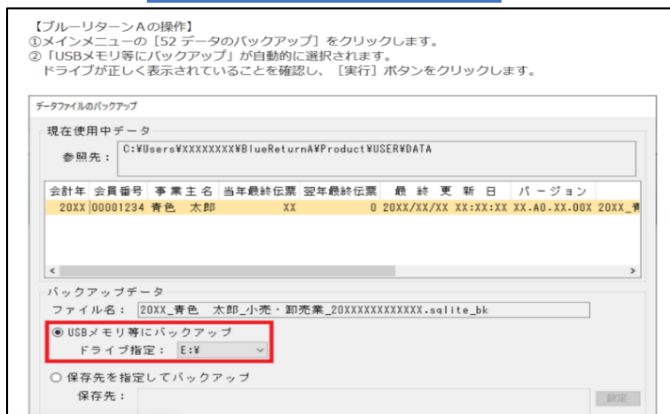 【ブルーリターンAの操作】
①メインメニューの［52 データのバックアップ］をクリックします。
②「USBメモリ等にバックアップ」が自動的に選択されます。
ドライブが正しく表示されていることを確認し、［実行］ボタンをクリックします。
データファイルのバックアップ
現在使用中データ
参照先： C:¥Users¥XXXXXXXX¥BlueReturnA¥Product¥USER¥DATA
会計年 会員番号 事業主名 当年最終伝票 翌年最終伝票 最終更新日 バージョン
20XX 00001234 青色 太郎 XX 0 20XX/XX/XX XX:XX:XX XX.A0.XX.00X 20XX_青
バックアップデータ
ファイル名： 20XX_青色 太郎_小売・卸売業_20XXXXXXXXXXXX.sqlite_bk
USBメモリ等にバックアップ
ドライブ指定： E:¥
保存先を指定してバックアップ
保存先： 設定